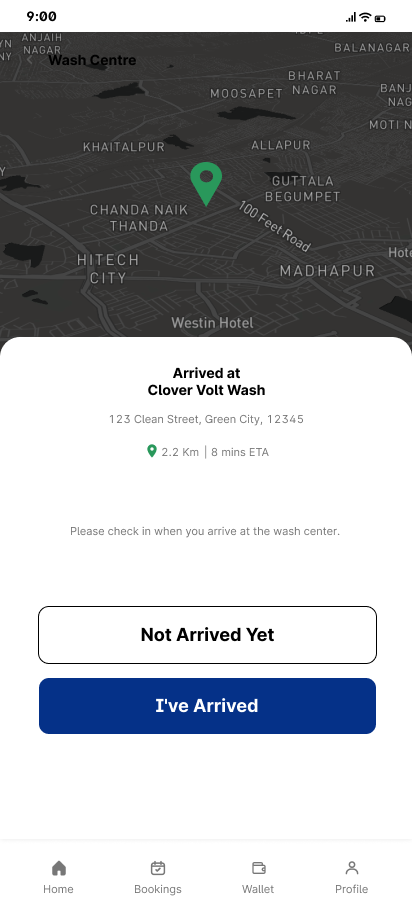 9:00
ANJAIH
NAGAR
BALANAGAR
Wash Centre
BHARAT
NAGAR
MOOSAPET
BANJ
NAG
MOTI N
KHAITALPUR
ALLAPUR
GUTTALA
BEGUMPET
CHANDA NAIK
THANDA
100 Feet Road
Hote
HITECH
CITY
MADHAPUR
Westin Hotel
Arrived at
Clover Volt Wash
123 Clean Street, Green City, 12345
2.2 Km | 8 mins ETA
Please check in when you arrive at the wash center.
Not Arrived Yet
I've Arrived
Home
Bookings
Wallet
Profile